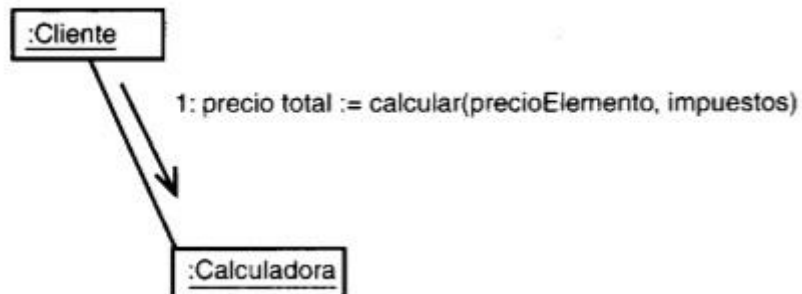 :Cliente
1: precio total := calcular(precioElemento, impuestos)
:Calculadora